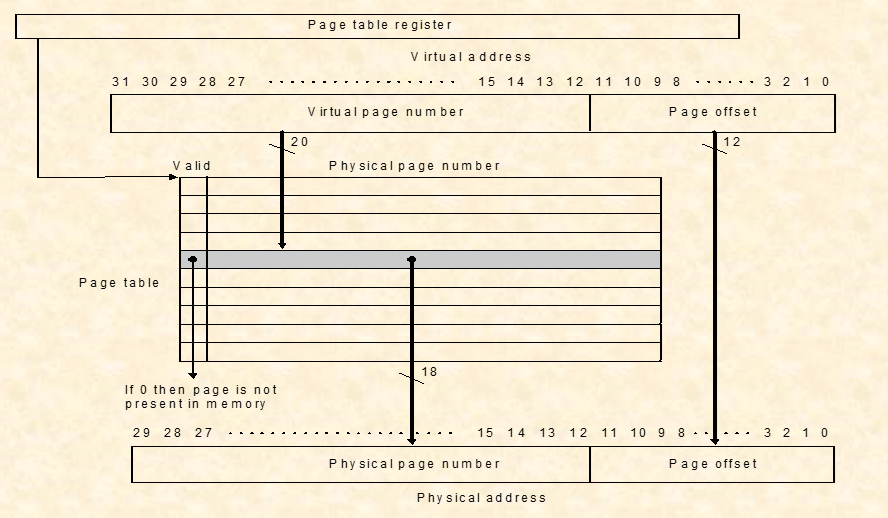 Page table register
Virtual address
31 30 29 28 27 . . . . . . . . . . . . . . . . . . 15 14 13 12 11 10 9 8 . . . . . . 3 2 1 0
Virtual page number Page offset
20 12
Valid Physical page number
Page table
18
If 0 then page is not
present in memory
29 28 27 . . . . . . . . . . . . . . . . . . . . . . 15 14 13 12 11 10 9 8 . . . . . . 3 2 1 0
Physical page number Page offset
Physical address